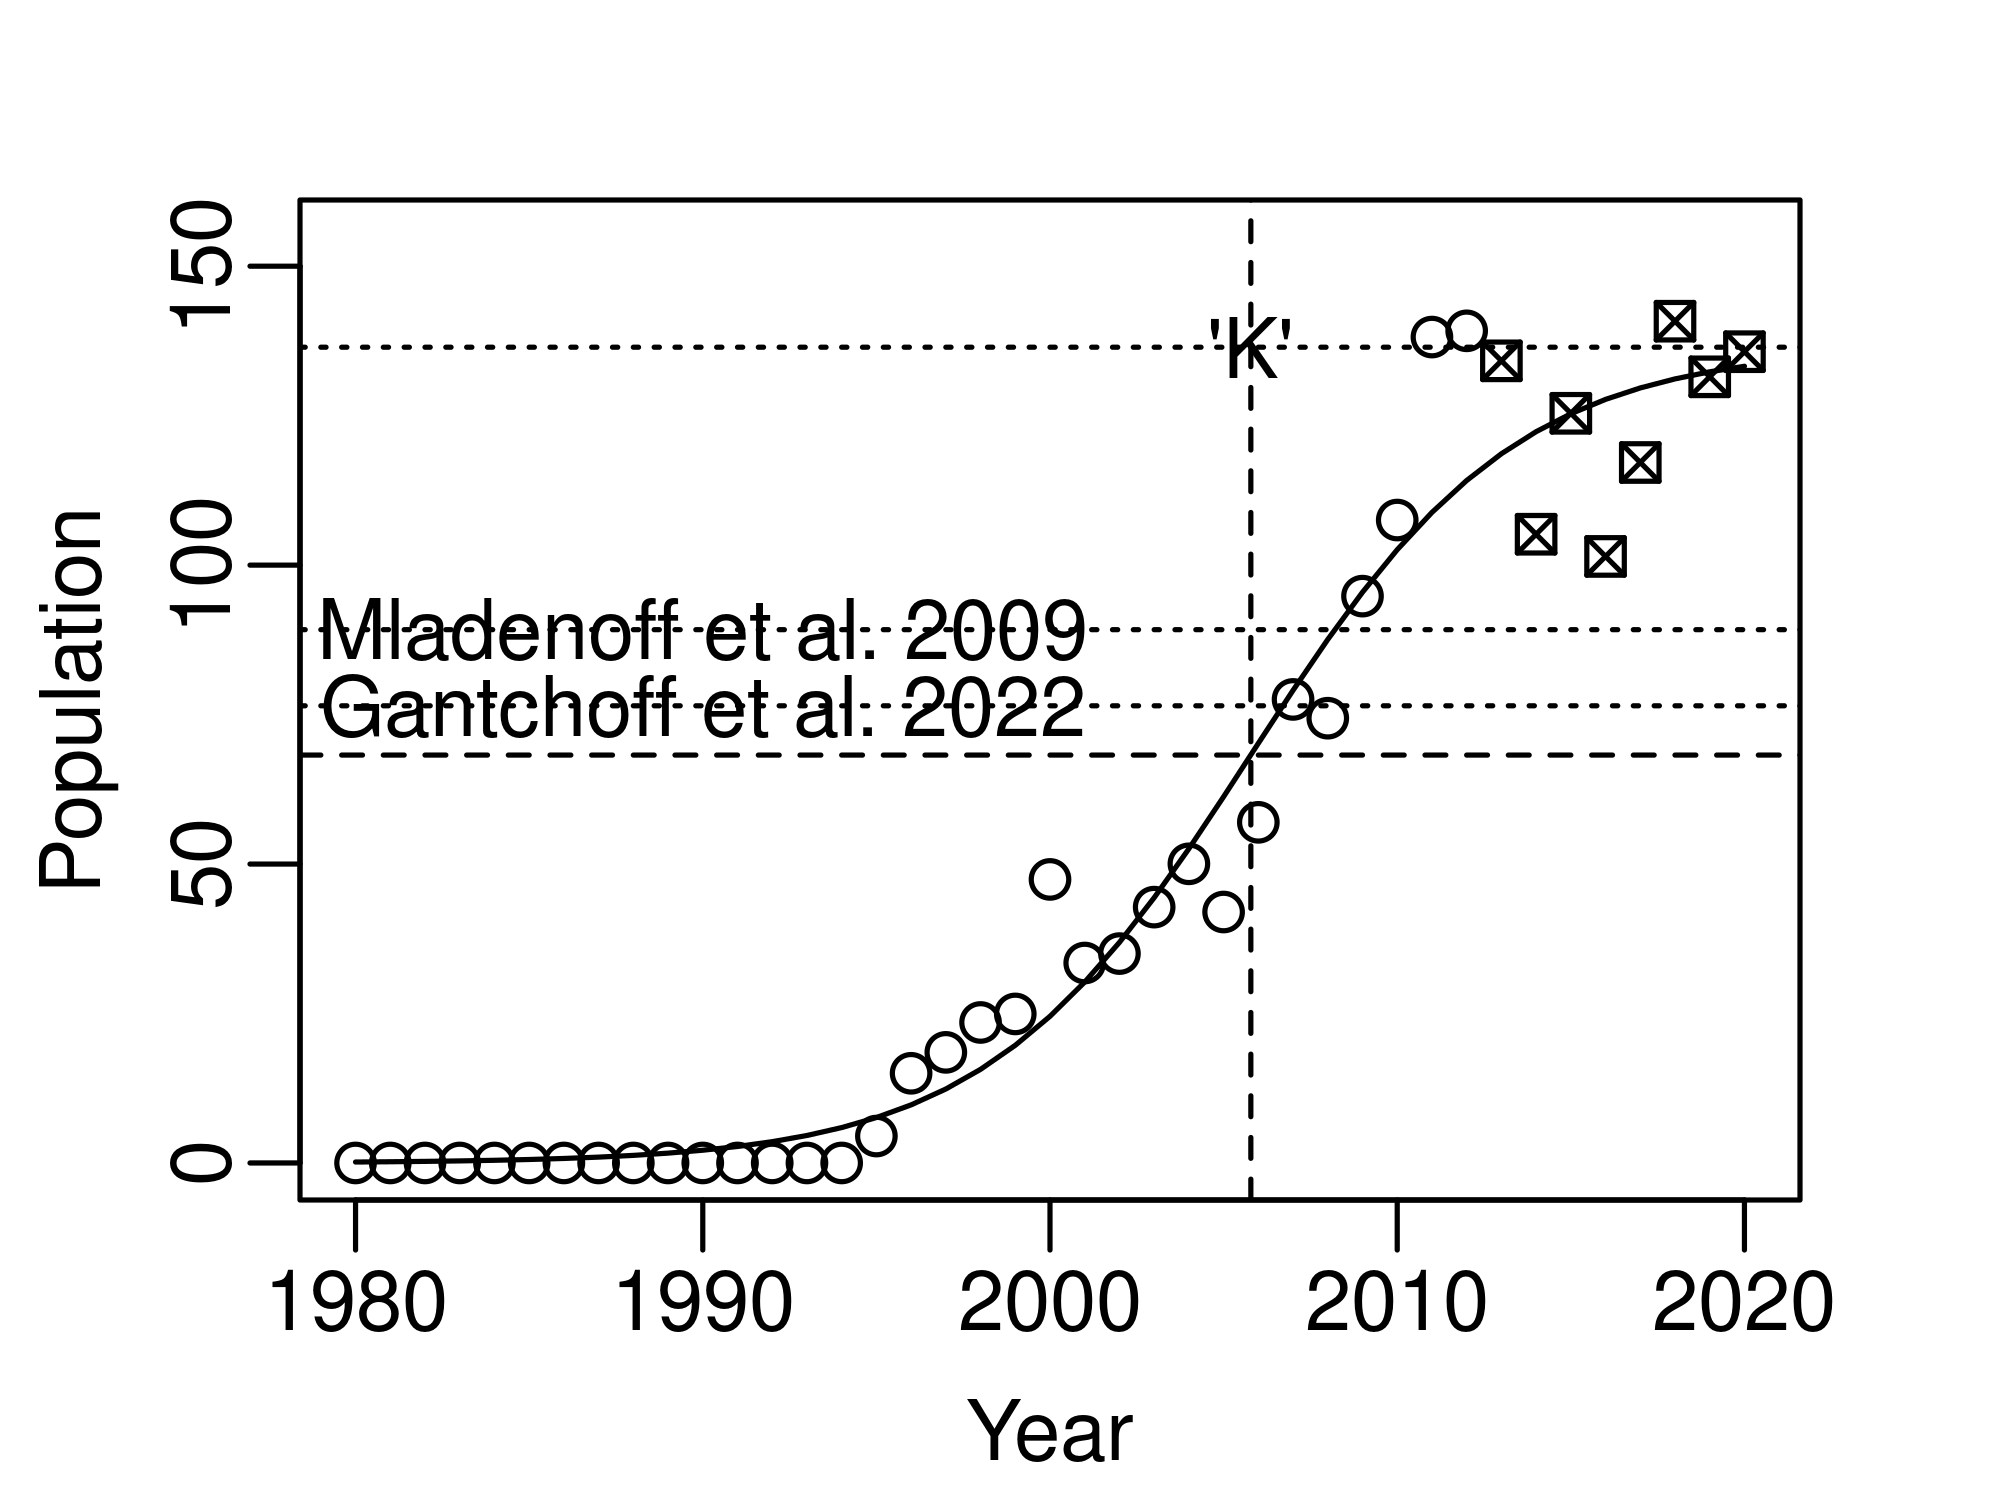 150
'K'
100
Mladenoff et al. 2009
Gantchoff et al. 2022
Population
50
0
1980 1990 2000 2010 2020
Year